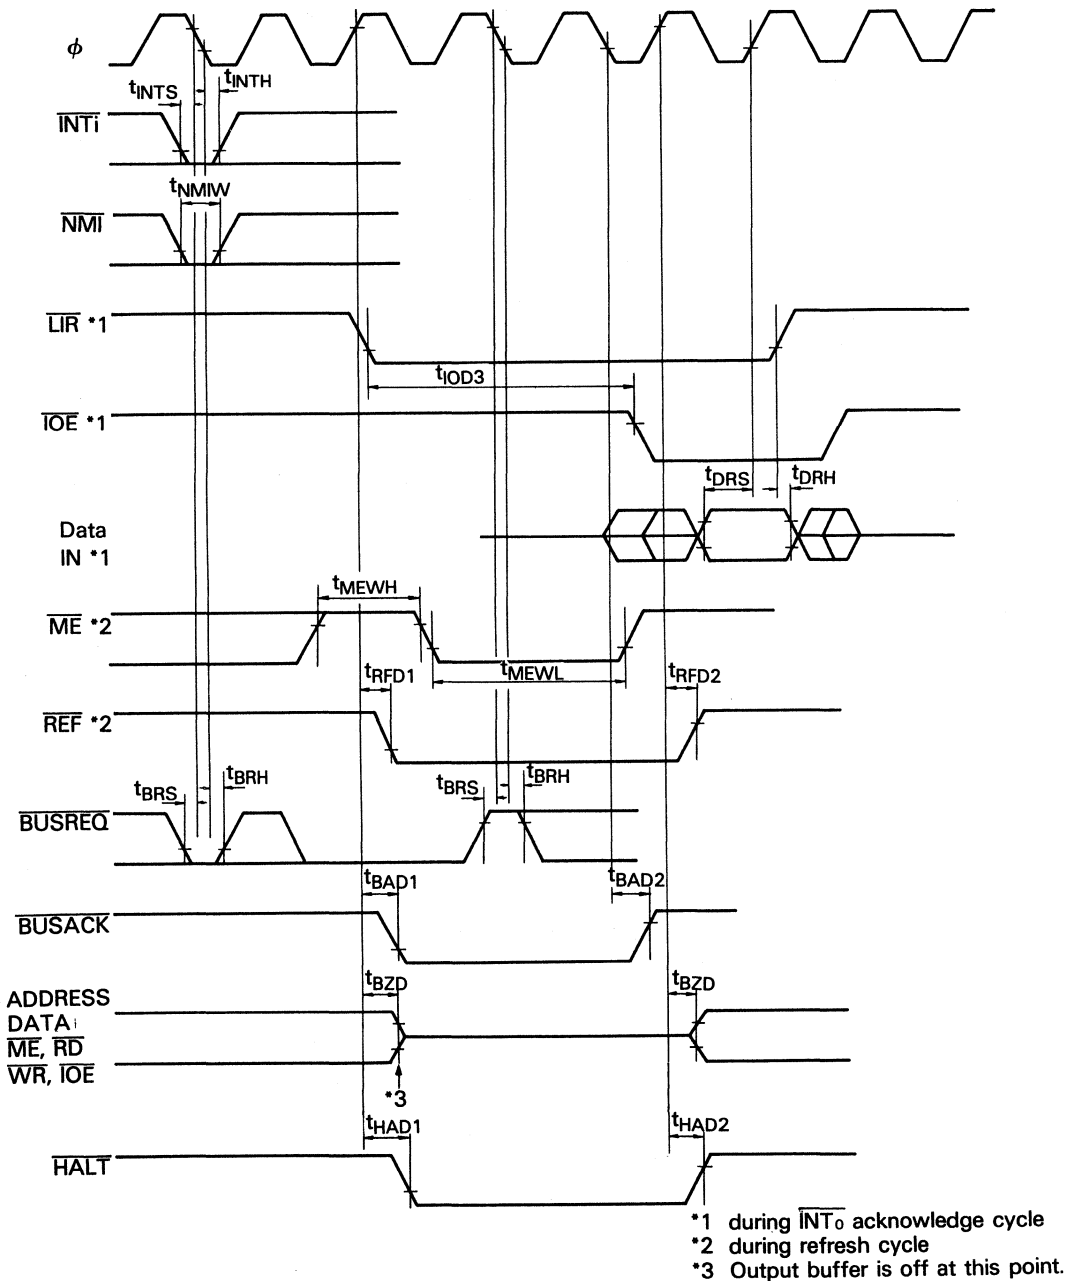 φ
tINTS tINTH
INTi
tNMIW
NMI
LIR *1
tIOD3
IOE *1
tDRS tDRH
Data
IN *1
tMEWH
ME *2
tMEWL
tRFD1 tRFD2
REF *2
tBRS tBRH tBRS tBRH
BUSREQ
tBAD1 tBAD2
BUSACK
tBZD tBZD
ADDRESS
DATA
ME, RD
WR, IOE
*3
tHAD1 tHAD2
HALT
*1 during INT0 acknowledge cycle
*2 during refresh cycle
*3 Output buffer is off at this point.